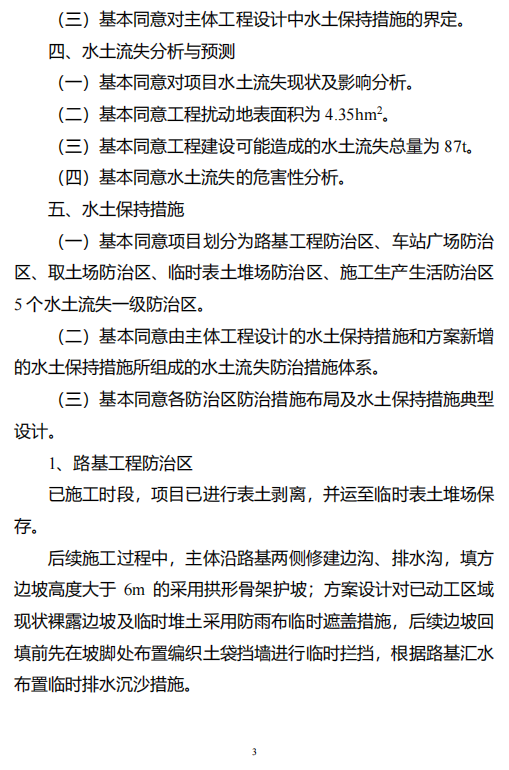 （三）基本同意对主体工程设计中水土保持措施的界定。
四、水土流失分析与预测
（一）基本同意对项目水土流失现状及影响分析。
（二）基本同意工程扰动地表面积为 4.35hm²。
（三）基本同意工程建设可能造成的水土流失总量为 87t。
（四）基本同意水土流失的危害性分析。
五、水土保持措施
（一）基本同意项目划分为路基工程防治区、车站广场防治
区、取土场防治区、临时表土堆场防治区、施工生产生活防治区
5 个水土流失一级防治区。
（二）基本同意由主体工程设计的水土保持措施和方案新增
的水土保持措施所组成的水土流失防治措施体系。
（三）基本同意各防治区防治措施布局及水土保持措施典型
设计。
1、路基工程防治区
已施工时段，项目已进行表土剥离，并运至临时表土堆场保
存。
后续施工过程中，主体沿路基两侧修建边沟、排水沟，填方
边坡高度大于 6m 的采用拱形骨架护坡；方案设计对已动工区域
现状裸露边坡及临时堆土采用防雨布临时遮盖措施，后续边坡回
填前先在坡脚处布置编织土袋挡墙进行临时拦挡，根据路基汇水
布置临时排水沉沙措施。
3